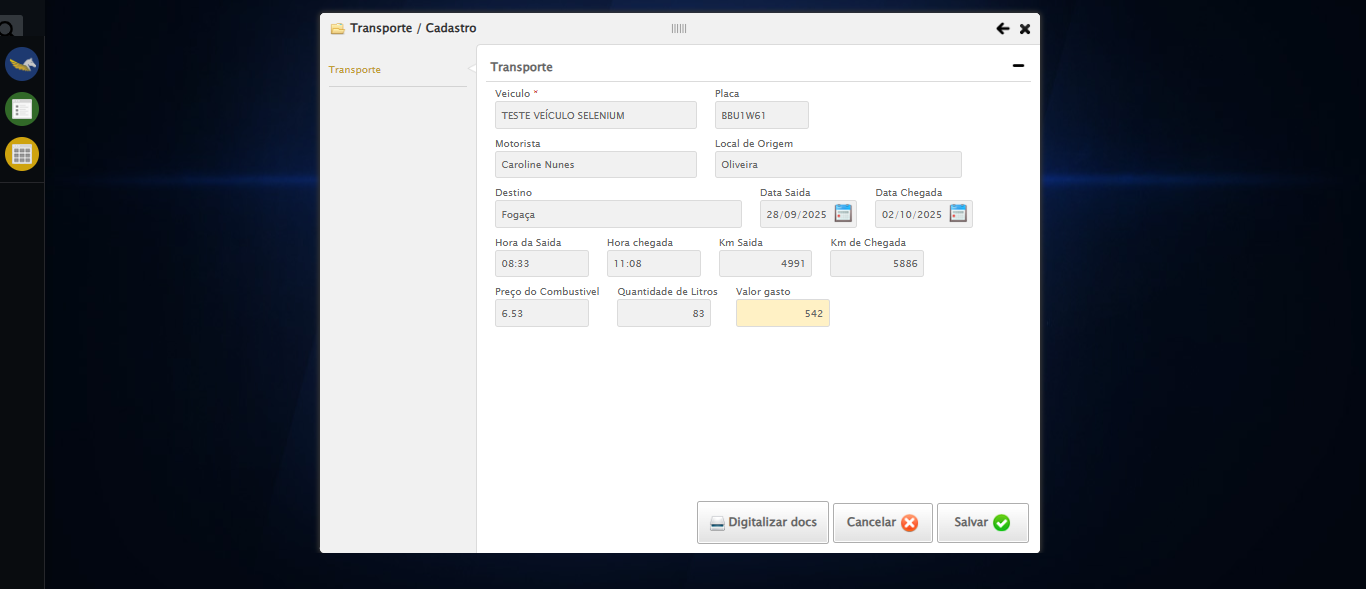 Transporte / Cadastro
Transporte
Transporte
Veiculo *
Placa
TESTE VEÍCULO SELENIUM
BBU1W61
Motorista
Local de Origem
Caroline Nunes
Oliveira
Destino
Data Saida
Data Chegada
Fogaça
28/09/2025
02/10/2025
Hora da Saida
Hora chegada
Km Saida
Km de Chegada
08:33
11:08
4991
5886
Preço do Combustivel
Quantidade de Litros
Valor gasto
6.53
83
542
Digitalizar docs
Cancelar
Salvar